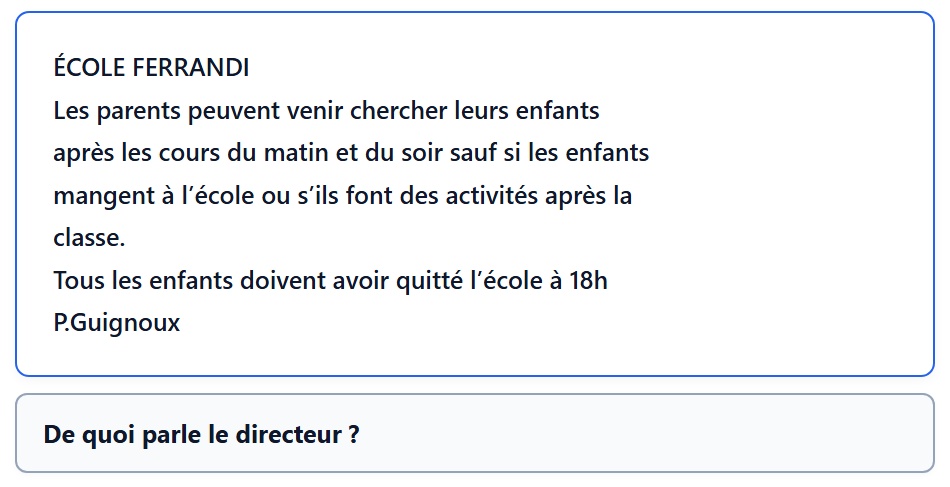 ÉCOLE FERRANDI
Les parents peuvent venir chercher leurs enfants
après les cours du matin et du soir sauf si les enfants
mangent à l’école ou s’ils font des activités après la
classe.
Tous les enfants doivent avoir quitté l’école à 18h
P.Guignoux
De quoi parle le directeur ?